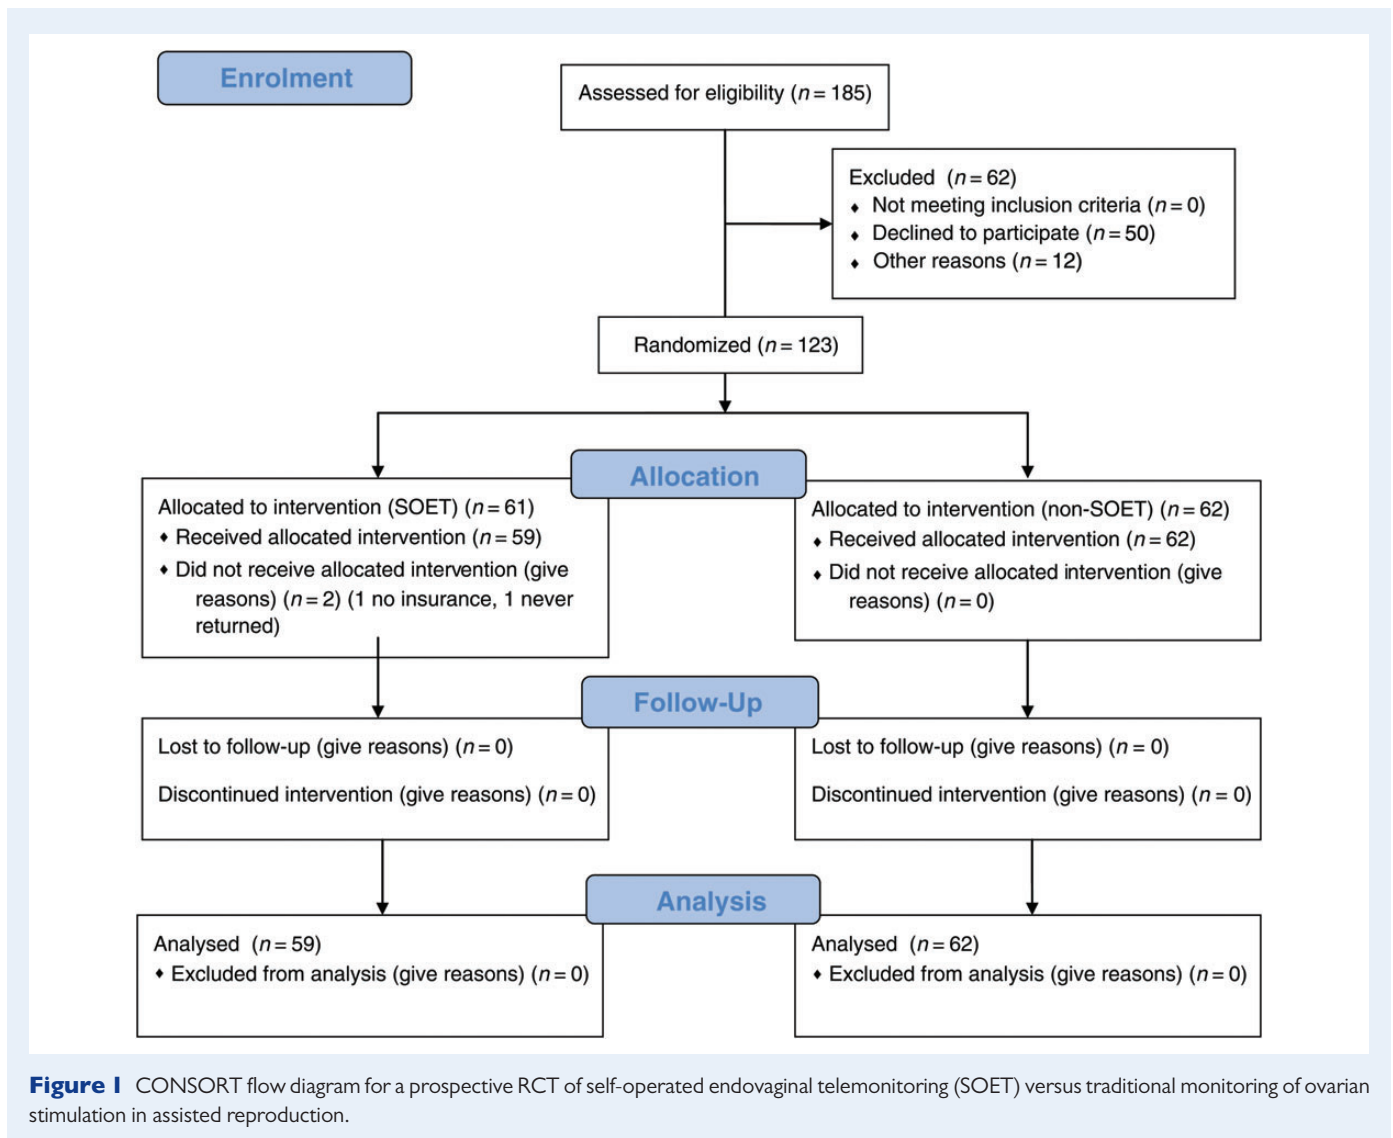 Enrolment
Assessed for eligibility (n = 185)
Excluded (n = 62)
♦ Not meeting inclusion criteria (n = 0)
♦ Declined to participate (n = 50)
♦ Other reasons (n = 12)
Randomized (n = 123)
Allocation
Allocated to intervention (SOET) (n = 61)
♦ Received allocated intervention (n = 59)
♦ Did not receive allocated intervention (give
reasons) (n = 2) (1 no insurance, 1 never
returned)
Allocated to intervention (non-SOET) (n = 62)
♦ Received allocated intervention (n = 62)
♦ Did not receive allocated intervention (give
reasons) (n = 0)
Follow-Up
Lost to follow-up (give reasons) (n = 0)
Discontinued intervention (give reasons) (n = 0)
Lost to follow-up (give reasons) (n = 0)
Discontinued intervention (give reasons) (n = 0)
Analysis
Analysed (n = 59)
♦ Excluded from analysis (give reasons) (n = 0)
Analysed (n = 62)
♦ Excluded from analysis (give reasons) (n = 0)
Figure 1 CONSORT flow diagram for a prospective RCT of self-operated endovaginal telemonitoring (SOET) versus traditional monitoring of ovarian
stimulation in assisted reproduction.